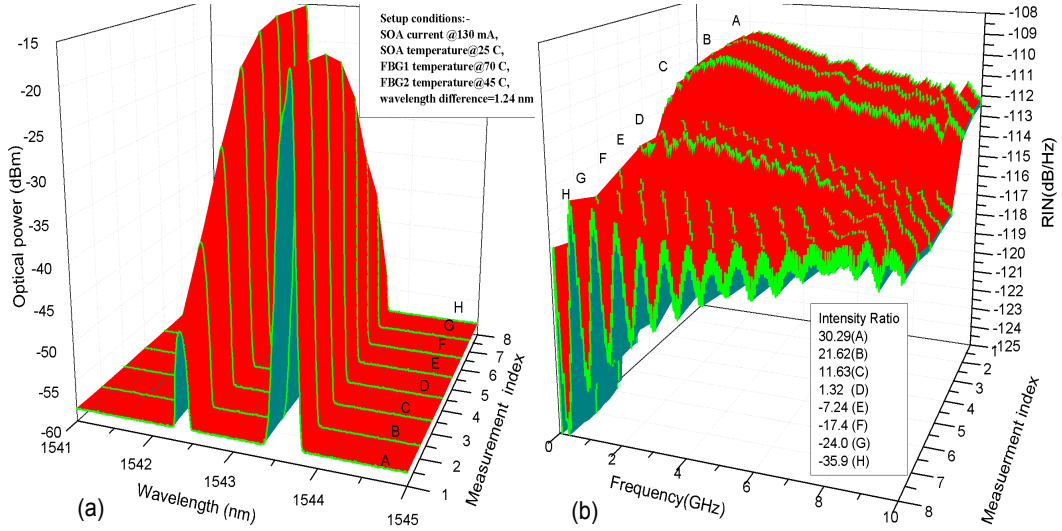 Setup conditions:-
SOA current @130 mA,
SOA temperature@25 C,
FBG1 temperature@70 C,
FBG2 temperature@45 C,
wavelength difference=1.24 nm
Optical power (dBm)
-15
-20
-25
-30
-35
-40
-45
-50
-55
-60
1541
1542
1543
1544
1545
Wavelength (nm)
(a)
H
G
F
E
D
C
B
A
8
7
6
5
4
3
2
1
Measurement index
A
B
C
D
E
F
G
H
-108
-109
-110
-111
-112
-114
-115
-116
-117
-118
-120
-121
-122
-123
-124
-125
RIN(dB/Hz)
Intensity Ratio
30.29(A)
21.62(B)
11.63(C)
1.32 (D)
-7.24 (E)
-17.4 (F)
-24.0 (G)
-35.9 (H)
0
2
4
6
8
10
Frequency(GHz)
(b)
1
2
3
4
5
6
7
8
Measuerment index